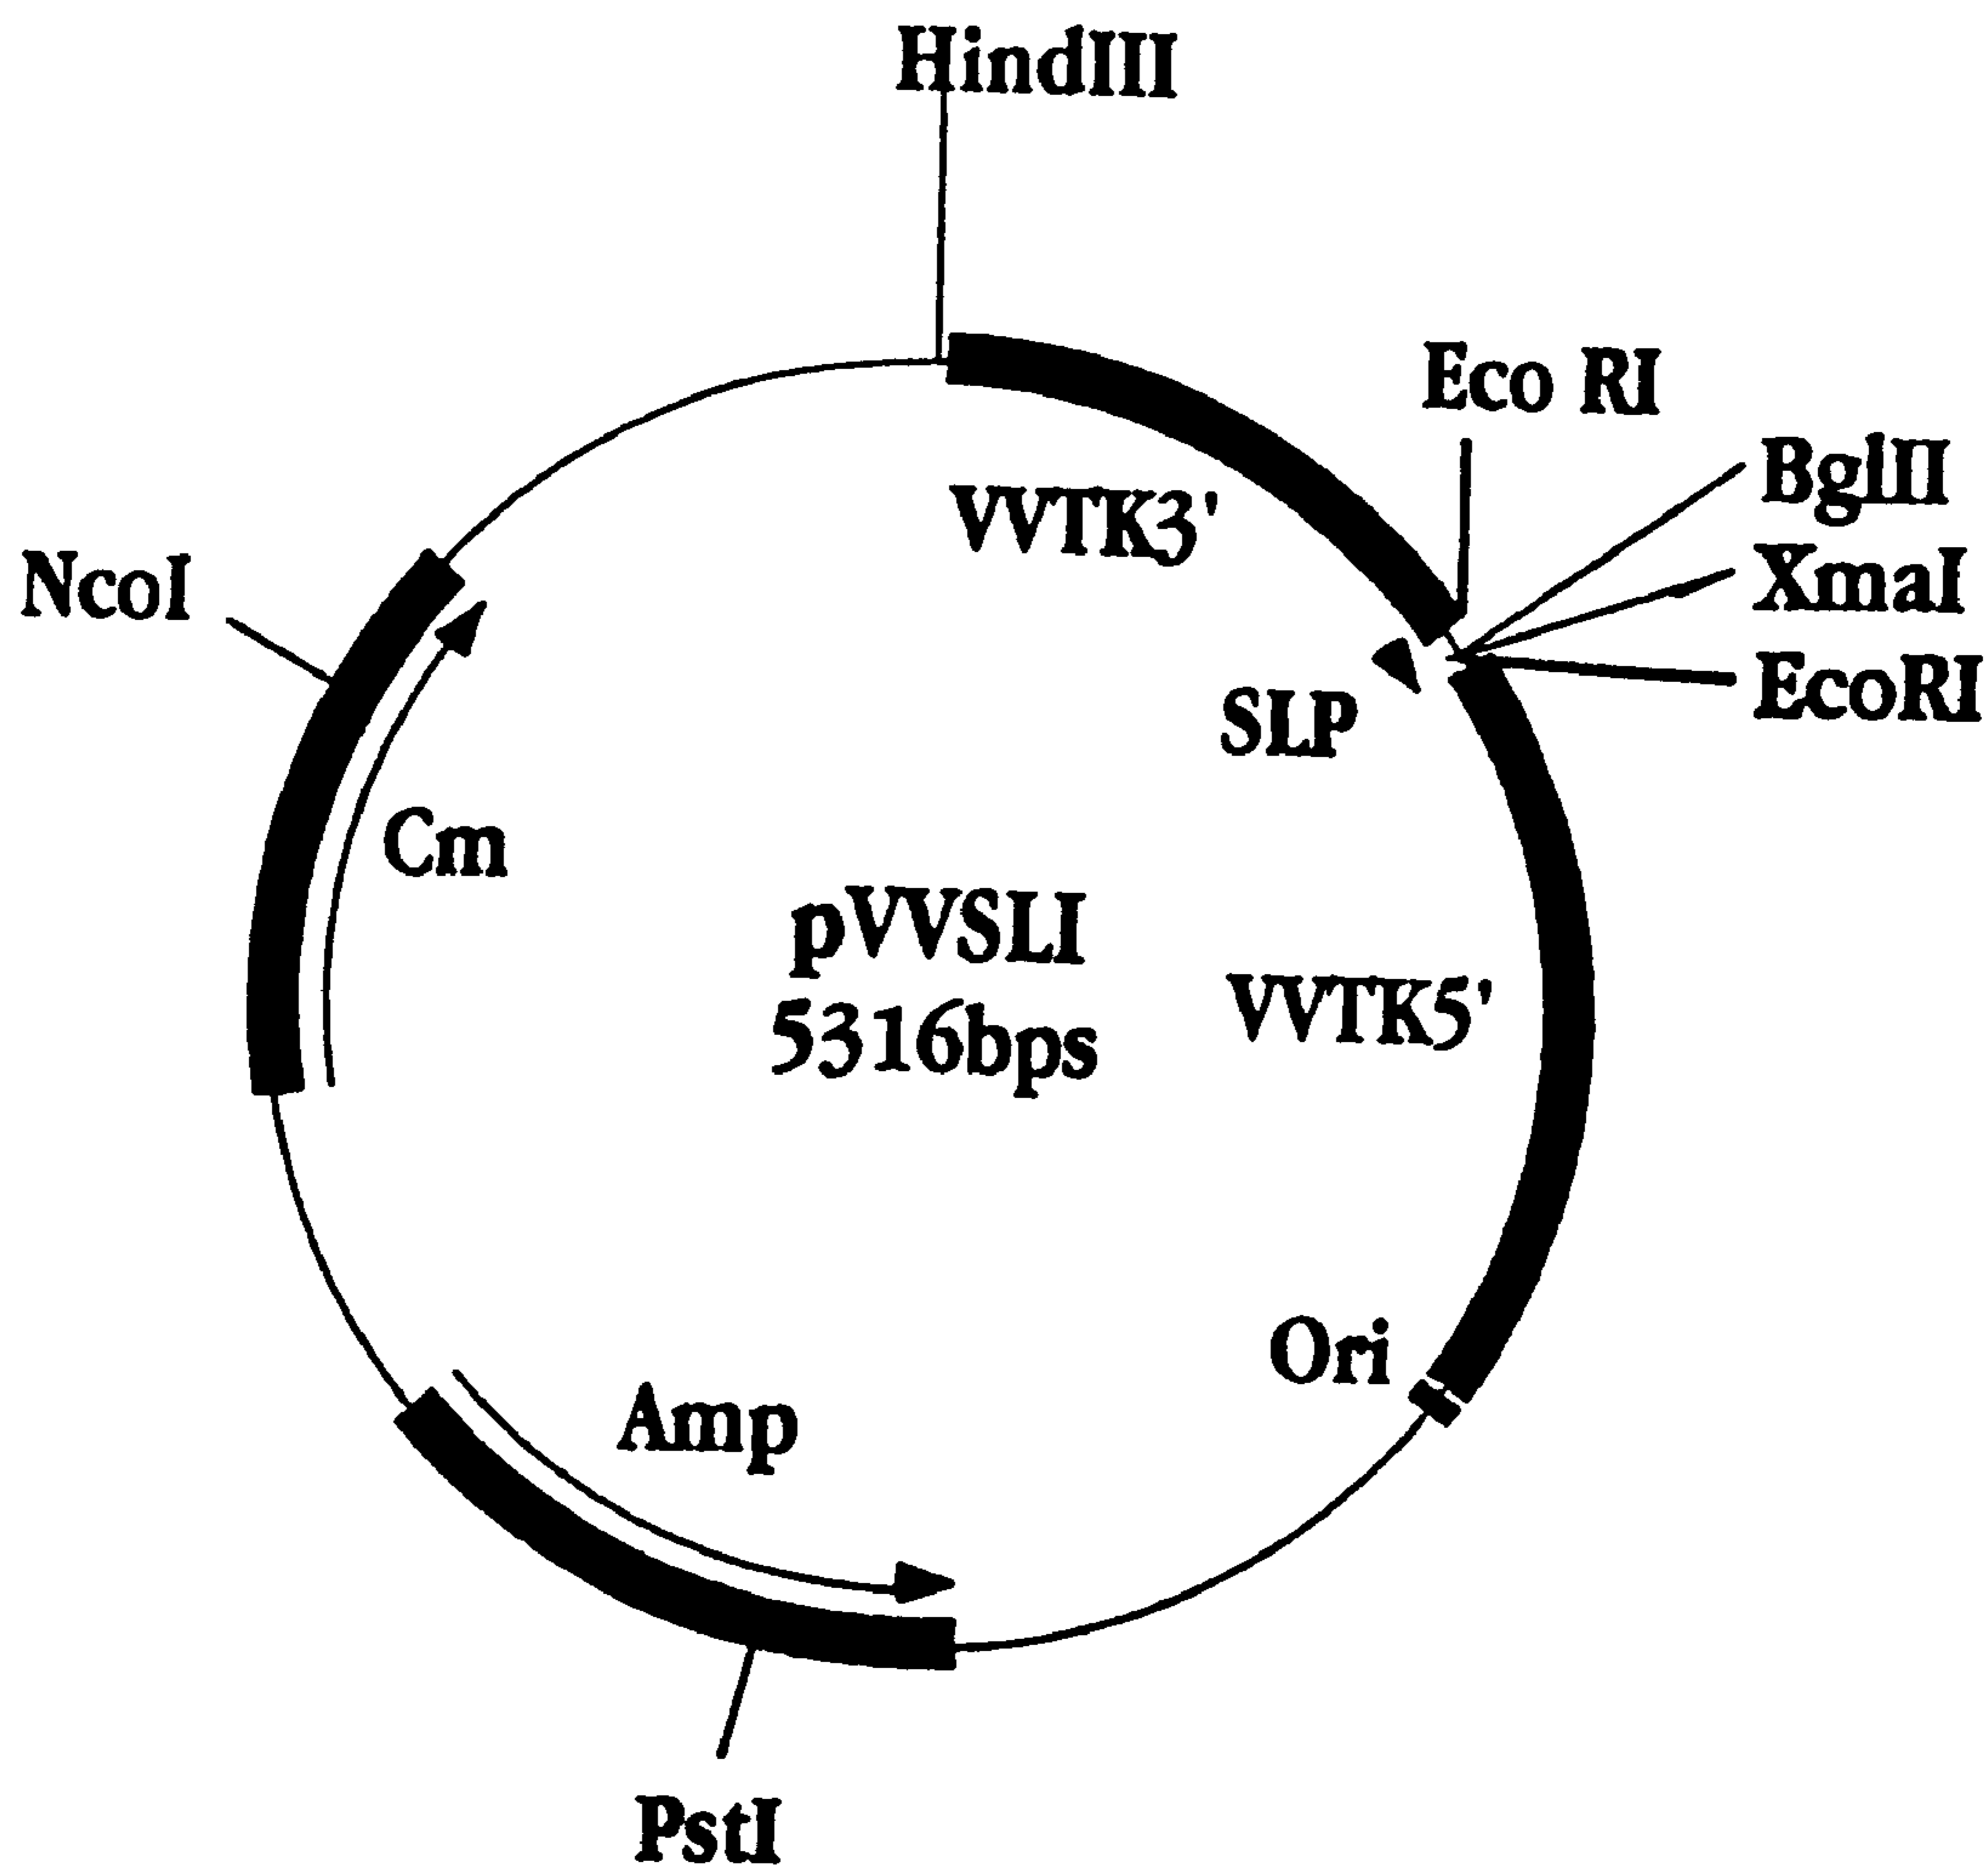 HindIII
Eco RI
BglII
XmaI
EcoRI
NcoI
VVTK3'
SLP
Cm
pVVSLI
5316bps
VVTK5'
Ori
Amp
PstI